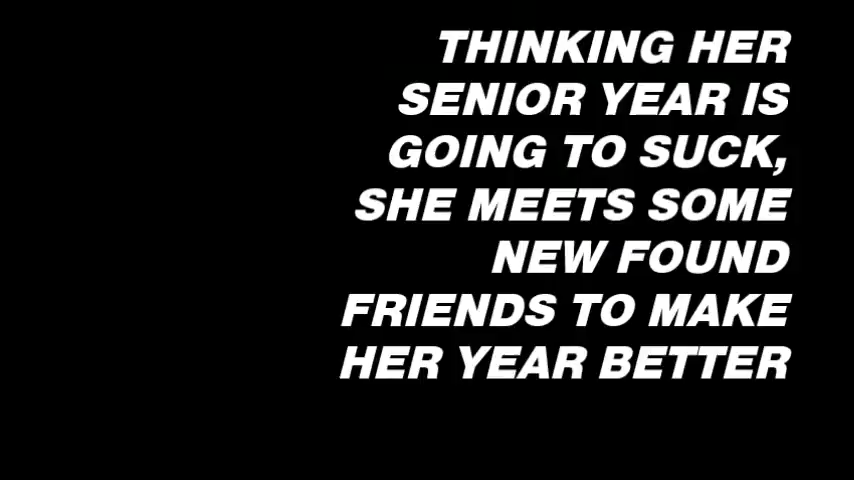 THINKING HER
SENIOR YEAR IS
GOING TO SUCK,
SHE MEETS SOME
NEW FOUND
FRIENDS TO MAKE
HER YEAR BETTER